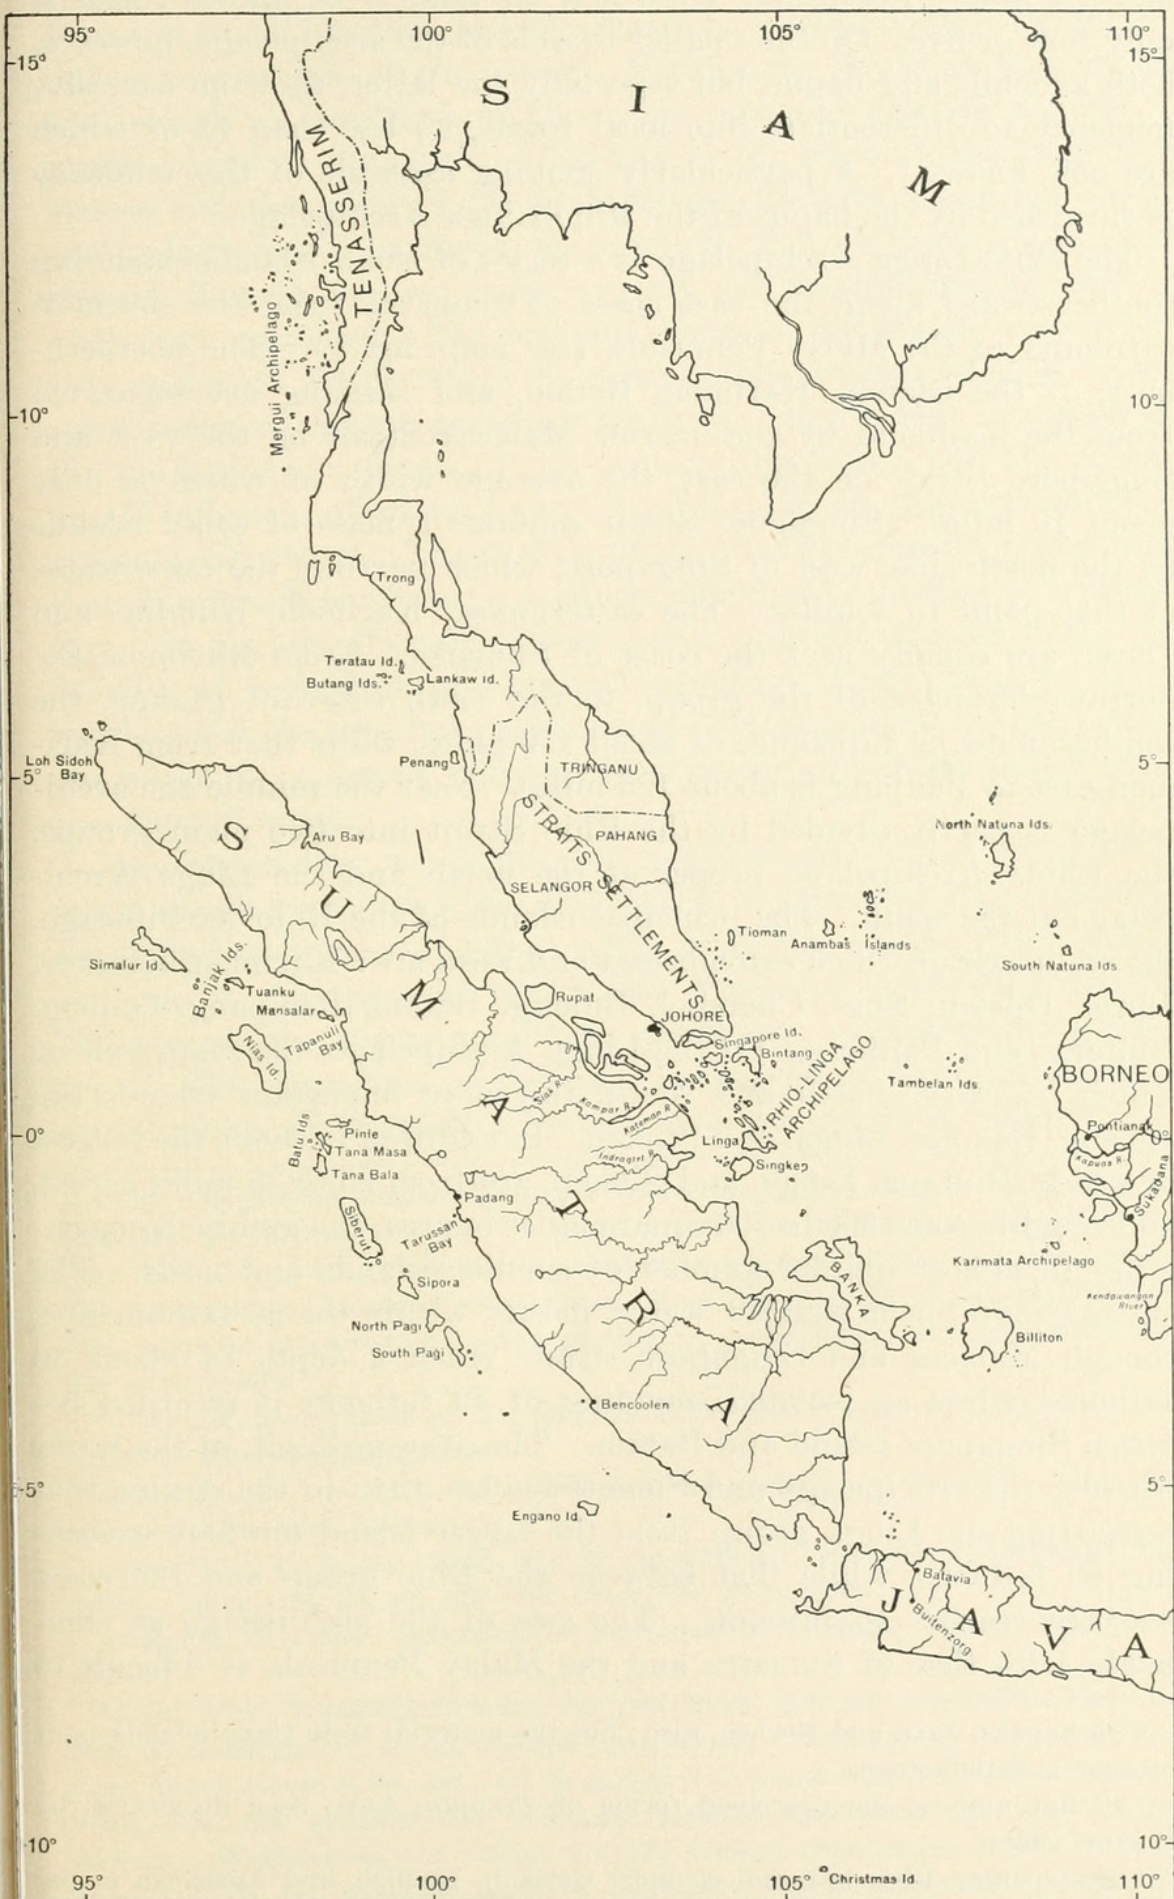 95° 100° 105° 110°
15° 15°
S I A M
TENASSERIM
Mergui Archipelago
10° 10°
Trong
Teratau Id.
Butang Ids. Lankaw Id.
Loh Sidoh
Bay
Penang
5° 5°
TRINGANU
STRAITS SETTLEMENTS
PAHANG
SELANGOR
Aru Bay
North Natuna Ids.
Tioman
Anambas Islands
South Natuna Ids.
S U M A T R A
Simalur Id.
Banjak Ids.
Tuanku
Mansalar
Tapanuli
Bay
Nias Id.
Rupat
JOHORE
Singapore Id.
Bintang
RHIO-LINGA
ARCHIPELAGO
Tambelan Ids.
BORNEO
Siak R.
Kampar R.
Kateman R.
Indragiri R.
Linga
Singkep
Pontianak
Kapuas R.
Sukadana
0° 0°
Batu Ids
Pinie
Tana Masa
Tana Bala
Padang
Siberut
Tarussan
Bay
Sipora
North Pagi
South Pagi
BANKA
Karimata Archipelago
Kendawangan
River
Billiton
Bencoolen
5° 5°
Engano Id.
Batavia
Buitenzorg
J A V A
10° 10°
95° 100° 105° 110°
Christmas Id.